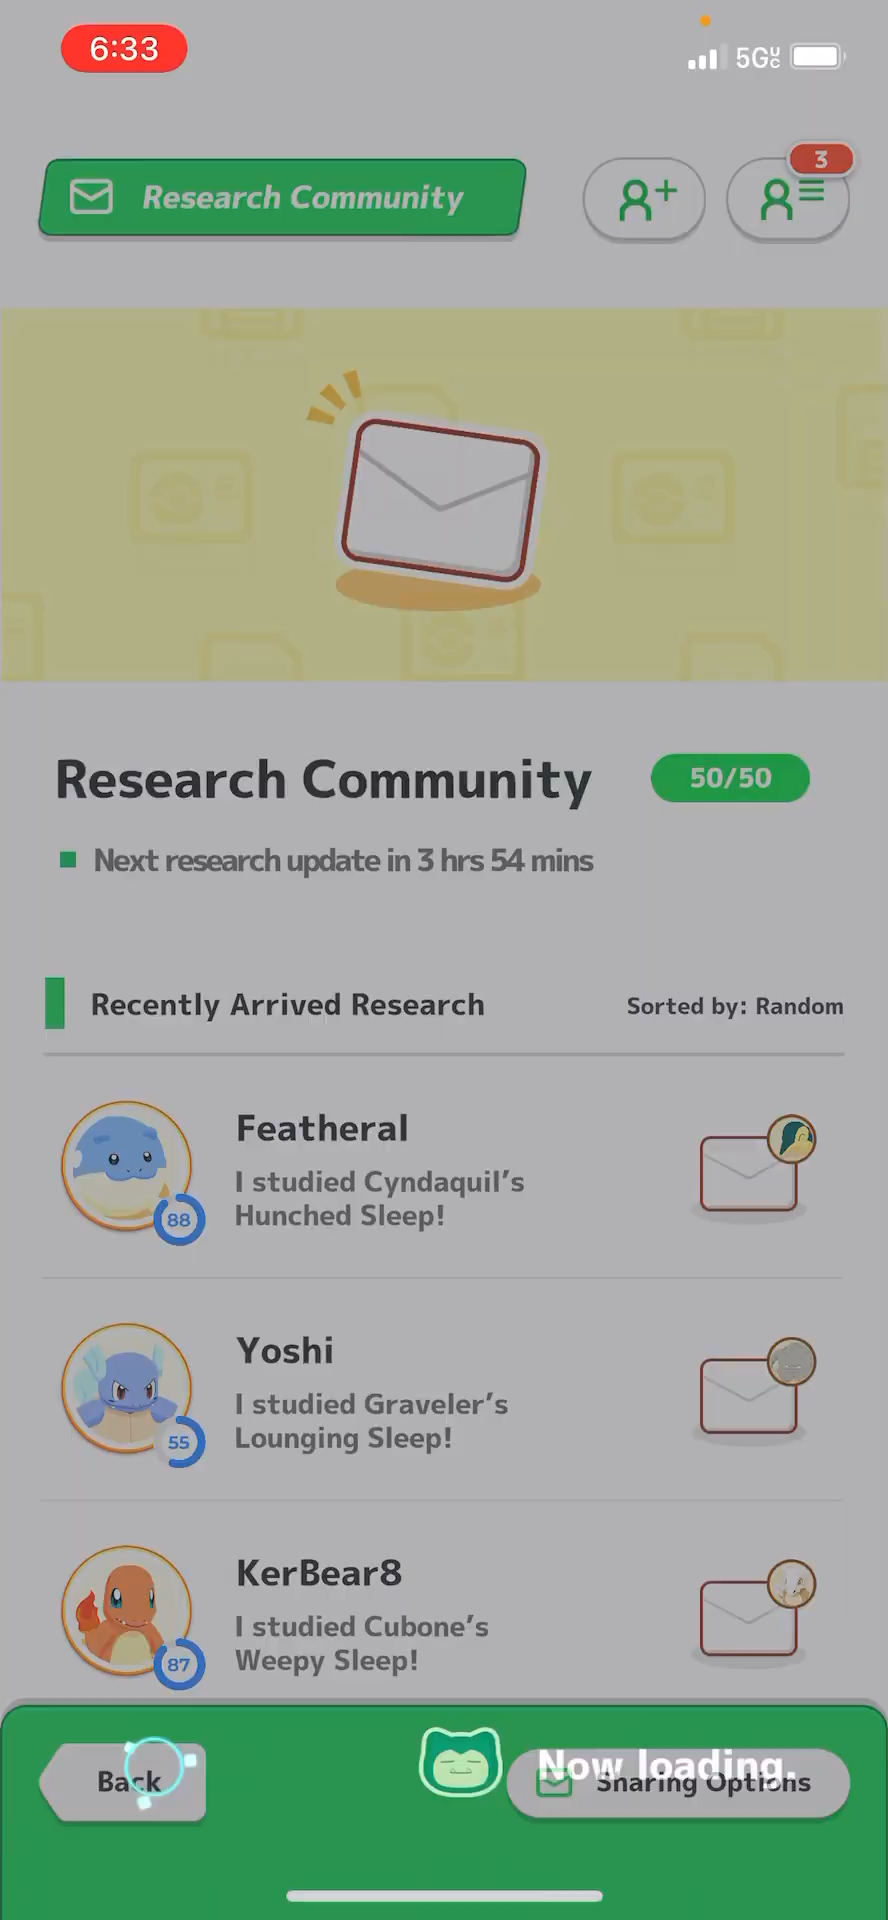 6:33
5GUC
3
Research Community
Research Community
50/50
Next research update in 3 hrs 54 mins
Recently Arrived Research
Sorted by: Random
Featheral
I studied Cyndaquil's
Hunched Sleep!
88
Yoshi
I studied Graveler's
Lounging Sleep!
55
KerBear8
I studied Cubone's
Weepy Sleep!
87
Back
Now loading.
Sharing Options